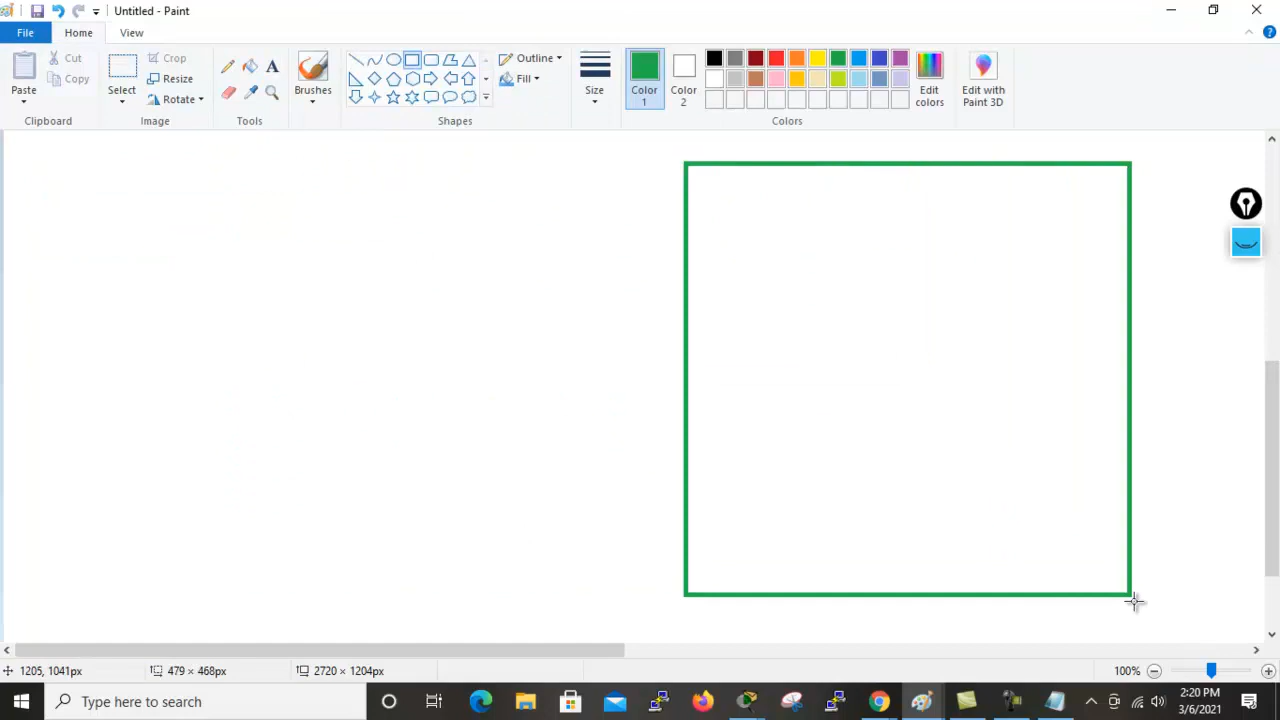 Untitled - Paint
File
Home
View
Paste
Cut
Copy
Clipboard
Select
Crop
Resize
Rotate
Image
A
Tools
Brushes
Outline
Fill
Shapes
Size
Color 1
Color 2
Edit colors
Colors
Edit with Paint 3D
?
1205, 1041px
479 × 468px
2720 × 1204px
100%
Type here to search
2:20 PM
3/6/2021